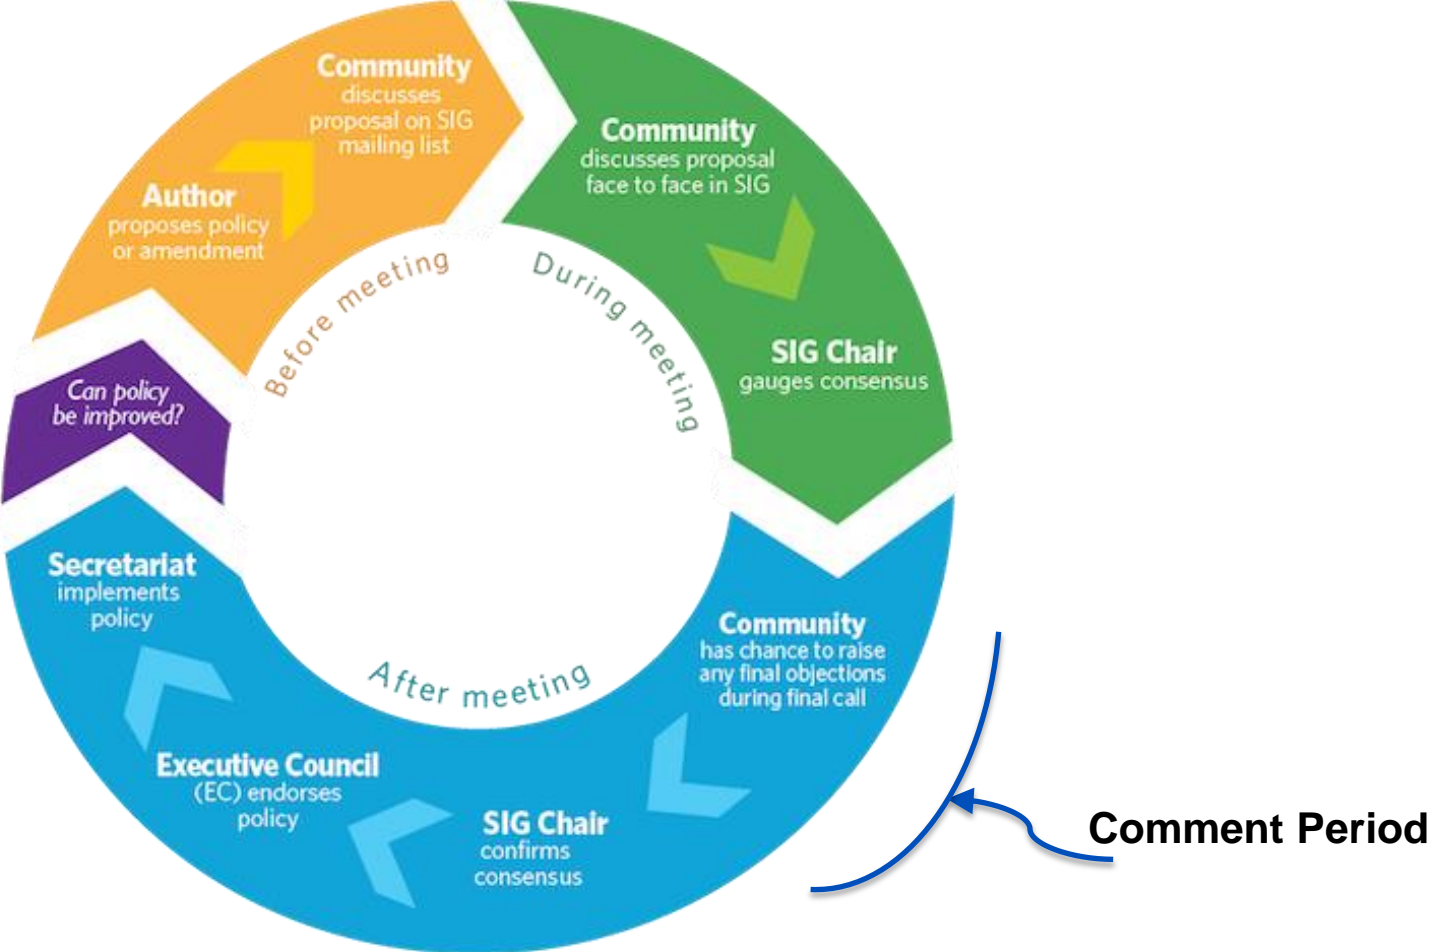 Community
discusses
proposal on SIG
mailing list
Author
proposes policy
or amendment
Before meeting
Community
discusses proposal
face to face in SIG
During meeting
SIG Chair
gauges consensus
Community
has chance to raise
any final objections
during final call
Comment Period
After meeting
SIG Chair
confirms
consensus
Executive Council
(EC) endorses
policy
Secretariat
implements
policy
Can policy
be improved?